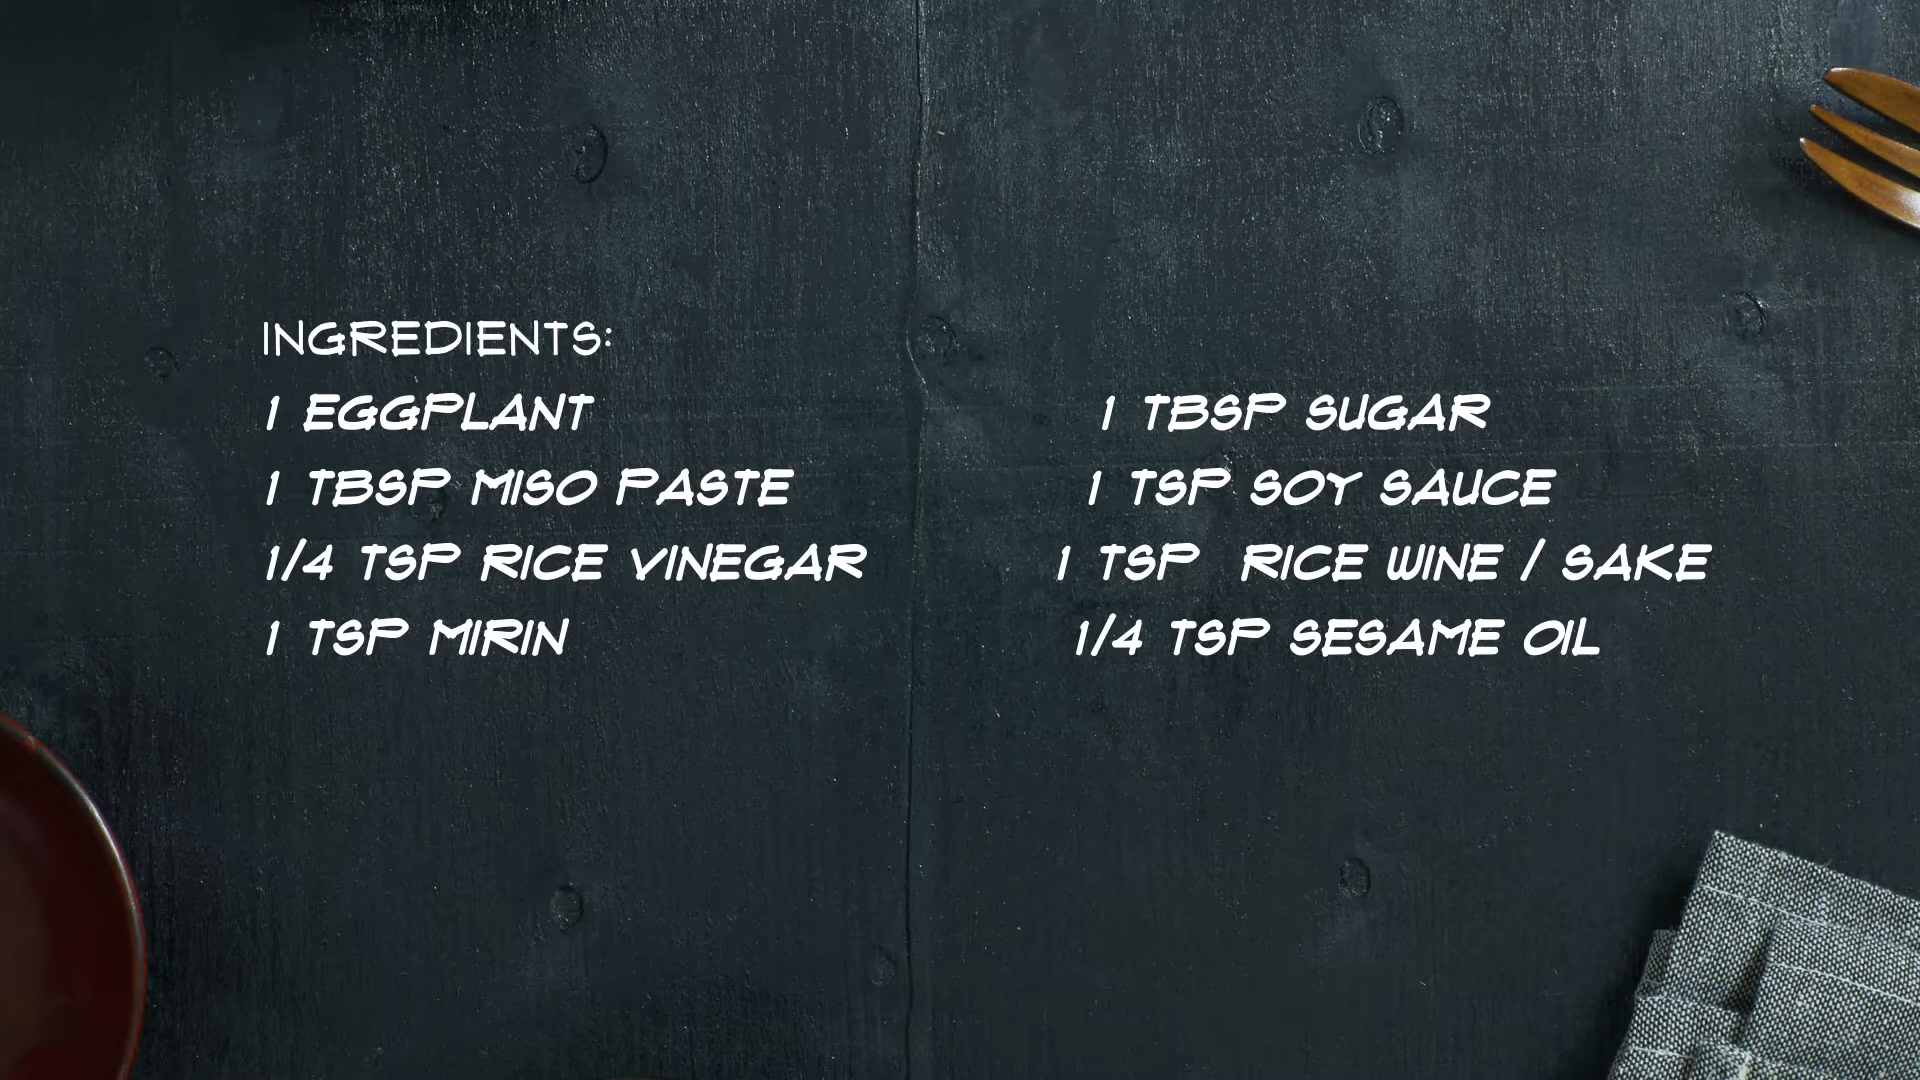 INGREDIENTS:
1 EGGPLANT
1 TBSP MISO PASTE
1/4 TSP RICE VINEGAR
1 TSP MIRIN
1 TBSP SUGAR
1 TSP SOY SAUCE
1 TSP RICE WINE / SAKE
1/4 TSP SESAME OIL